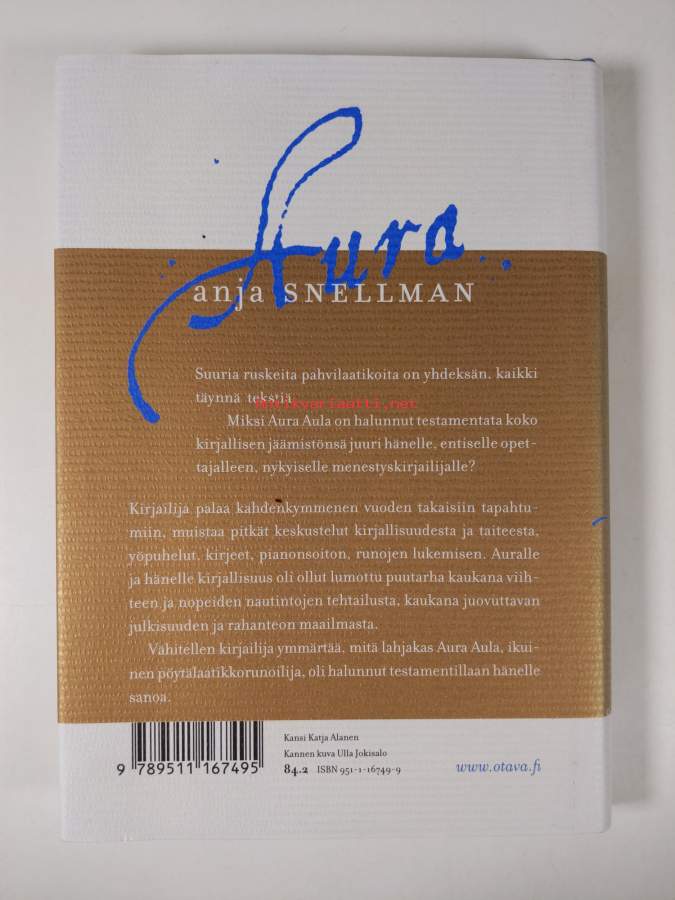 Aura
anja SNELLMAN
Suuria ruskeita pahvilaatikoita on yhdeksän, kaikki
täynnä tekstiä.
antikvariaatti.net
Miksi Aura Aula on halunnut testamentata koko
kirjallisen jäämistönsä juuri hänelle, entiselle opet-
tajalleen, nykyiselle menestyskirjailijalle?
Kirjailija palaa kahdenkymmenen vuoden takaisiin tapahtu-
miin, muistaa pitkät keskustelut kirjallisuudesta ja taiteesta,
yöpuhelut, kirjeet, pianonsoiton, runojen lukemisen. Auralle
ja hänelle kirjallisuus oli ollut lumottu puutarha kaukana viih-
teen ja nopeiden nautintojen tehtailusta, kaukana juovuttavan
julkisuuden ja rahanteon maailmasta.
Vähitellen kirjailija ymmärtää, mitä lahjakas Aura Aula, ikui-
nen pöytälaatikkorunoilija, oli halunnut testamentillaan hänelle
sanoa.
Kansi Katja Alanen
Kannen kuva Ulla Jokisalo
84.2 ISBN 951-1-16749-9
www.otava.fi
9 789511 167495